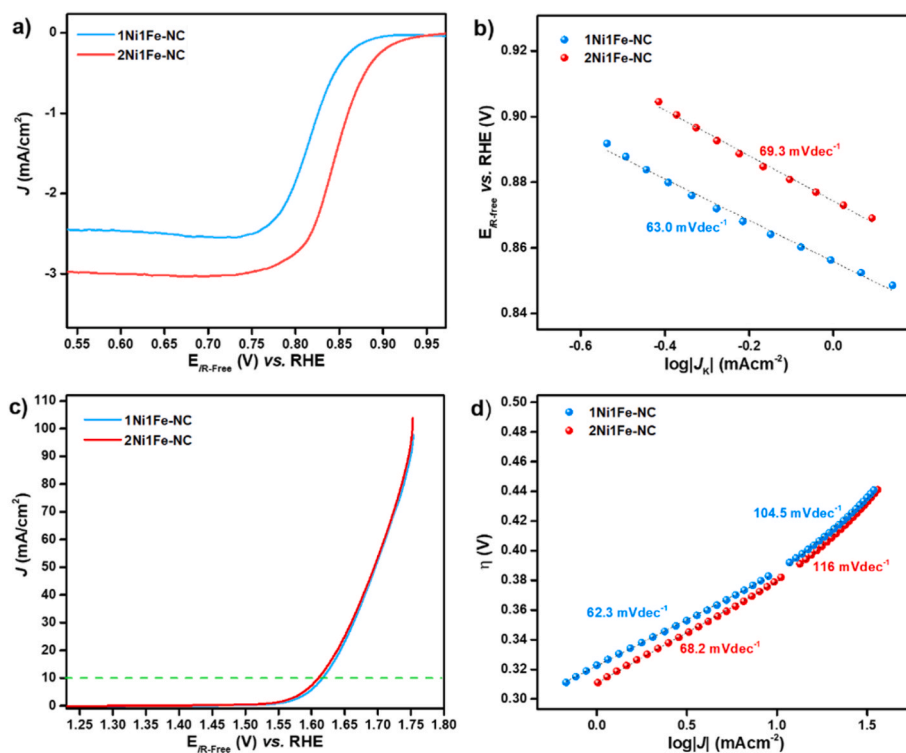 a)
1Ni1Fe-NC
2Ni1Fe-NC
J (mA/cm²)
0
-1
-2
-3
0.55 0.60 0.65 0.70 0.75 0.80 0.85 0.90 0.95
E/R-Free (V) vs. RHE
b)
1Ni1Fe-NC
2Ni1Fe-NC
E/R-free vs. RHE (V)
0.92
0.90
0.88
0.86
0.84
69.3 mVdec⁻¹
63.0 mVdec⁻¹
-0.6 -0.4 -0.2 0.0
log|JK| (mAcm⁻²)
c)
1Ni1Fe-NC
2Ni1Fe-NC
J (mA/cm²)
110
100
90
80
70
60
50
40
30
20
10
0
1.25 1.30 1.35 1.40 1.45 1.50 1.55 1.60 1.65 1.70 1.75 1.80
E/R-Free (V) vs. RHE
d)
1Ni1Fe-NC
2Ni1Fe-NC
η (V)
0.50
0.48
0.44
0.42
0.40
0.38
0.36
0.34
0.32
0.30
104.5 mVdec⁻¹
116 mVdec⁻¹
62.3 mVdec⁻¹
68.2 mVdec⁻¹
0.0 0.5 1.0 1.5
log|J| (mAcm⁻²)